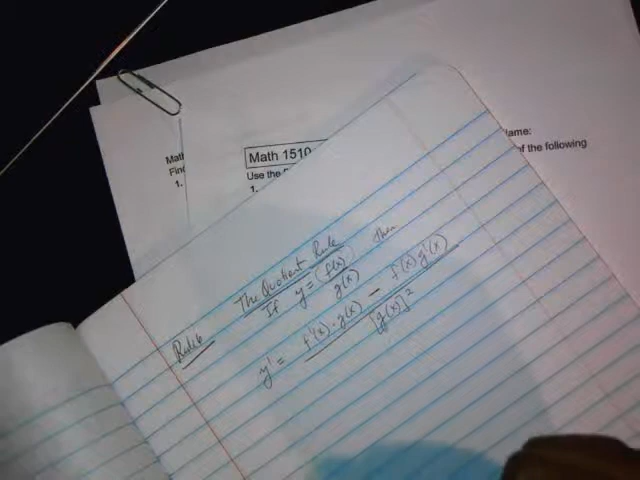 Math
Find
1.
Math 1510
Use the
1.
Name:
of the following
The Quotient Rule
Rule 6 If y = f(x)/g(x) then
y' = f'(x)·g(x) − f(x)g'(x) / [g(x)]²